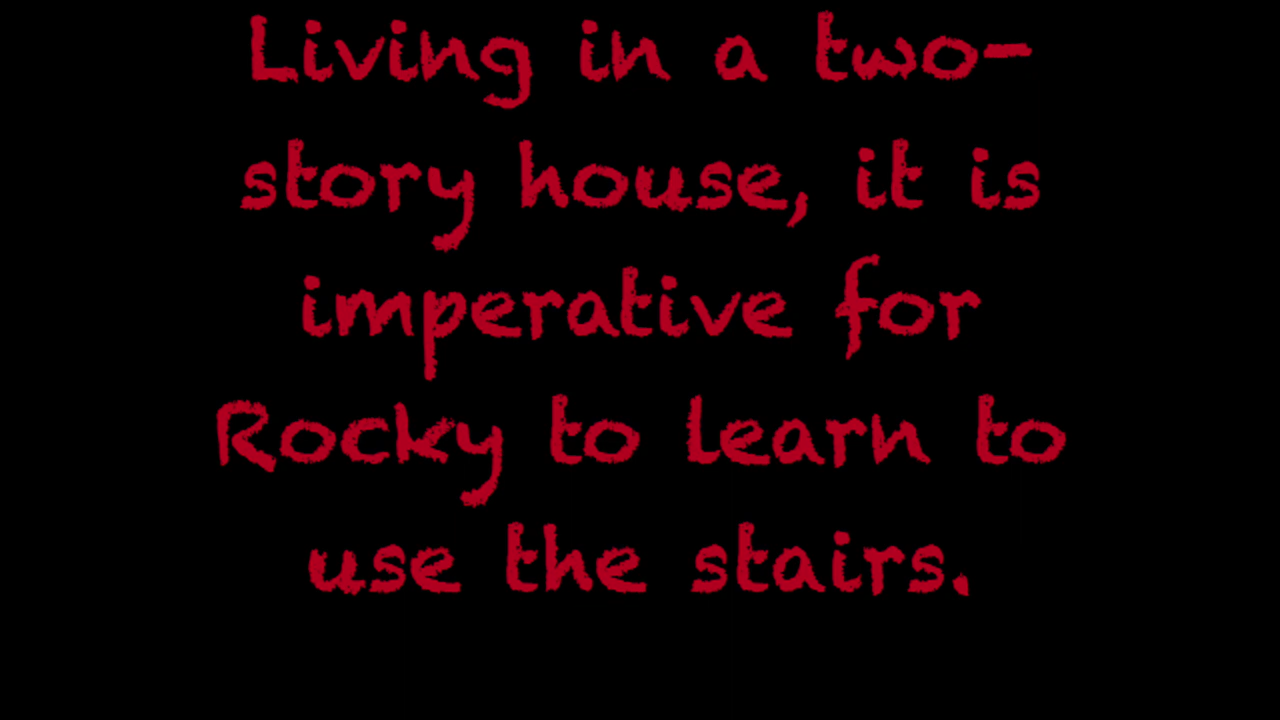 Living in a two-
story house, it is
imperative for
Rocky to learn to
use the stairs.